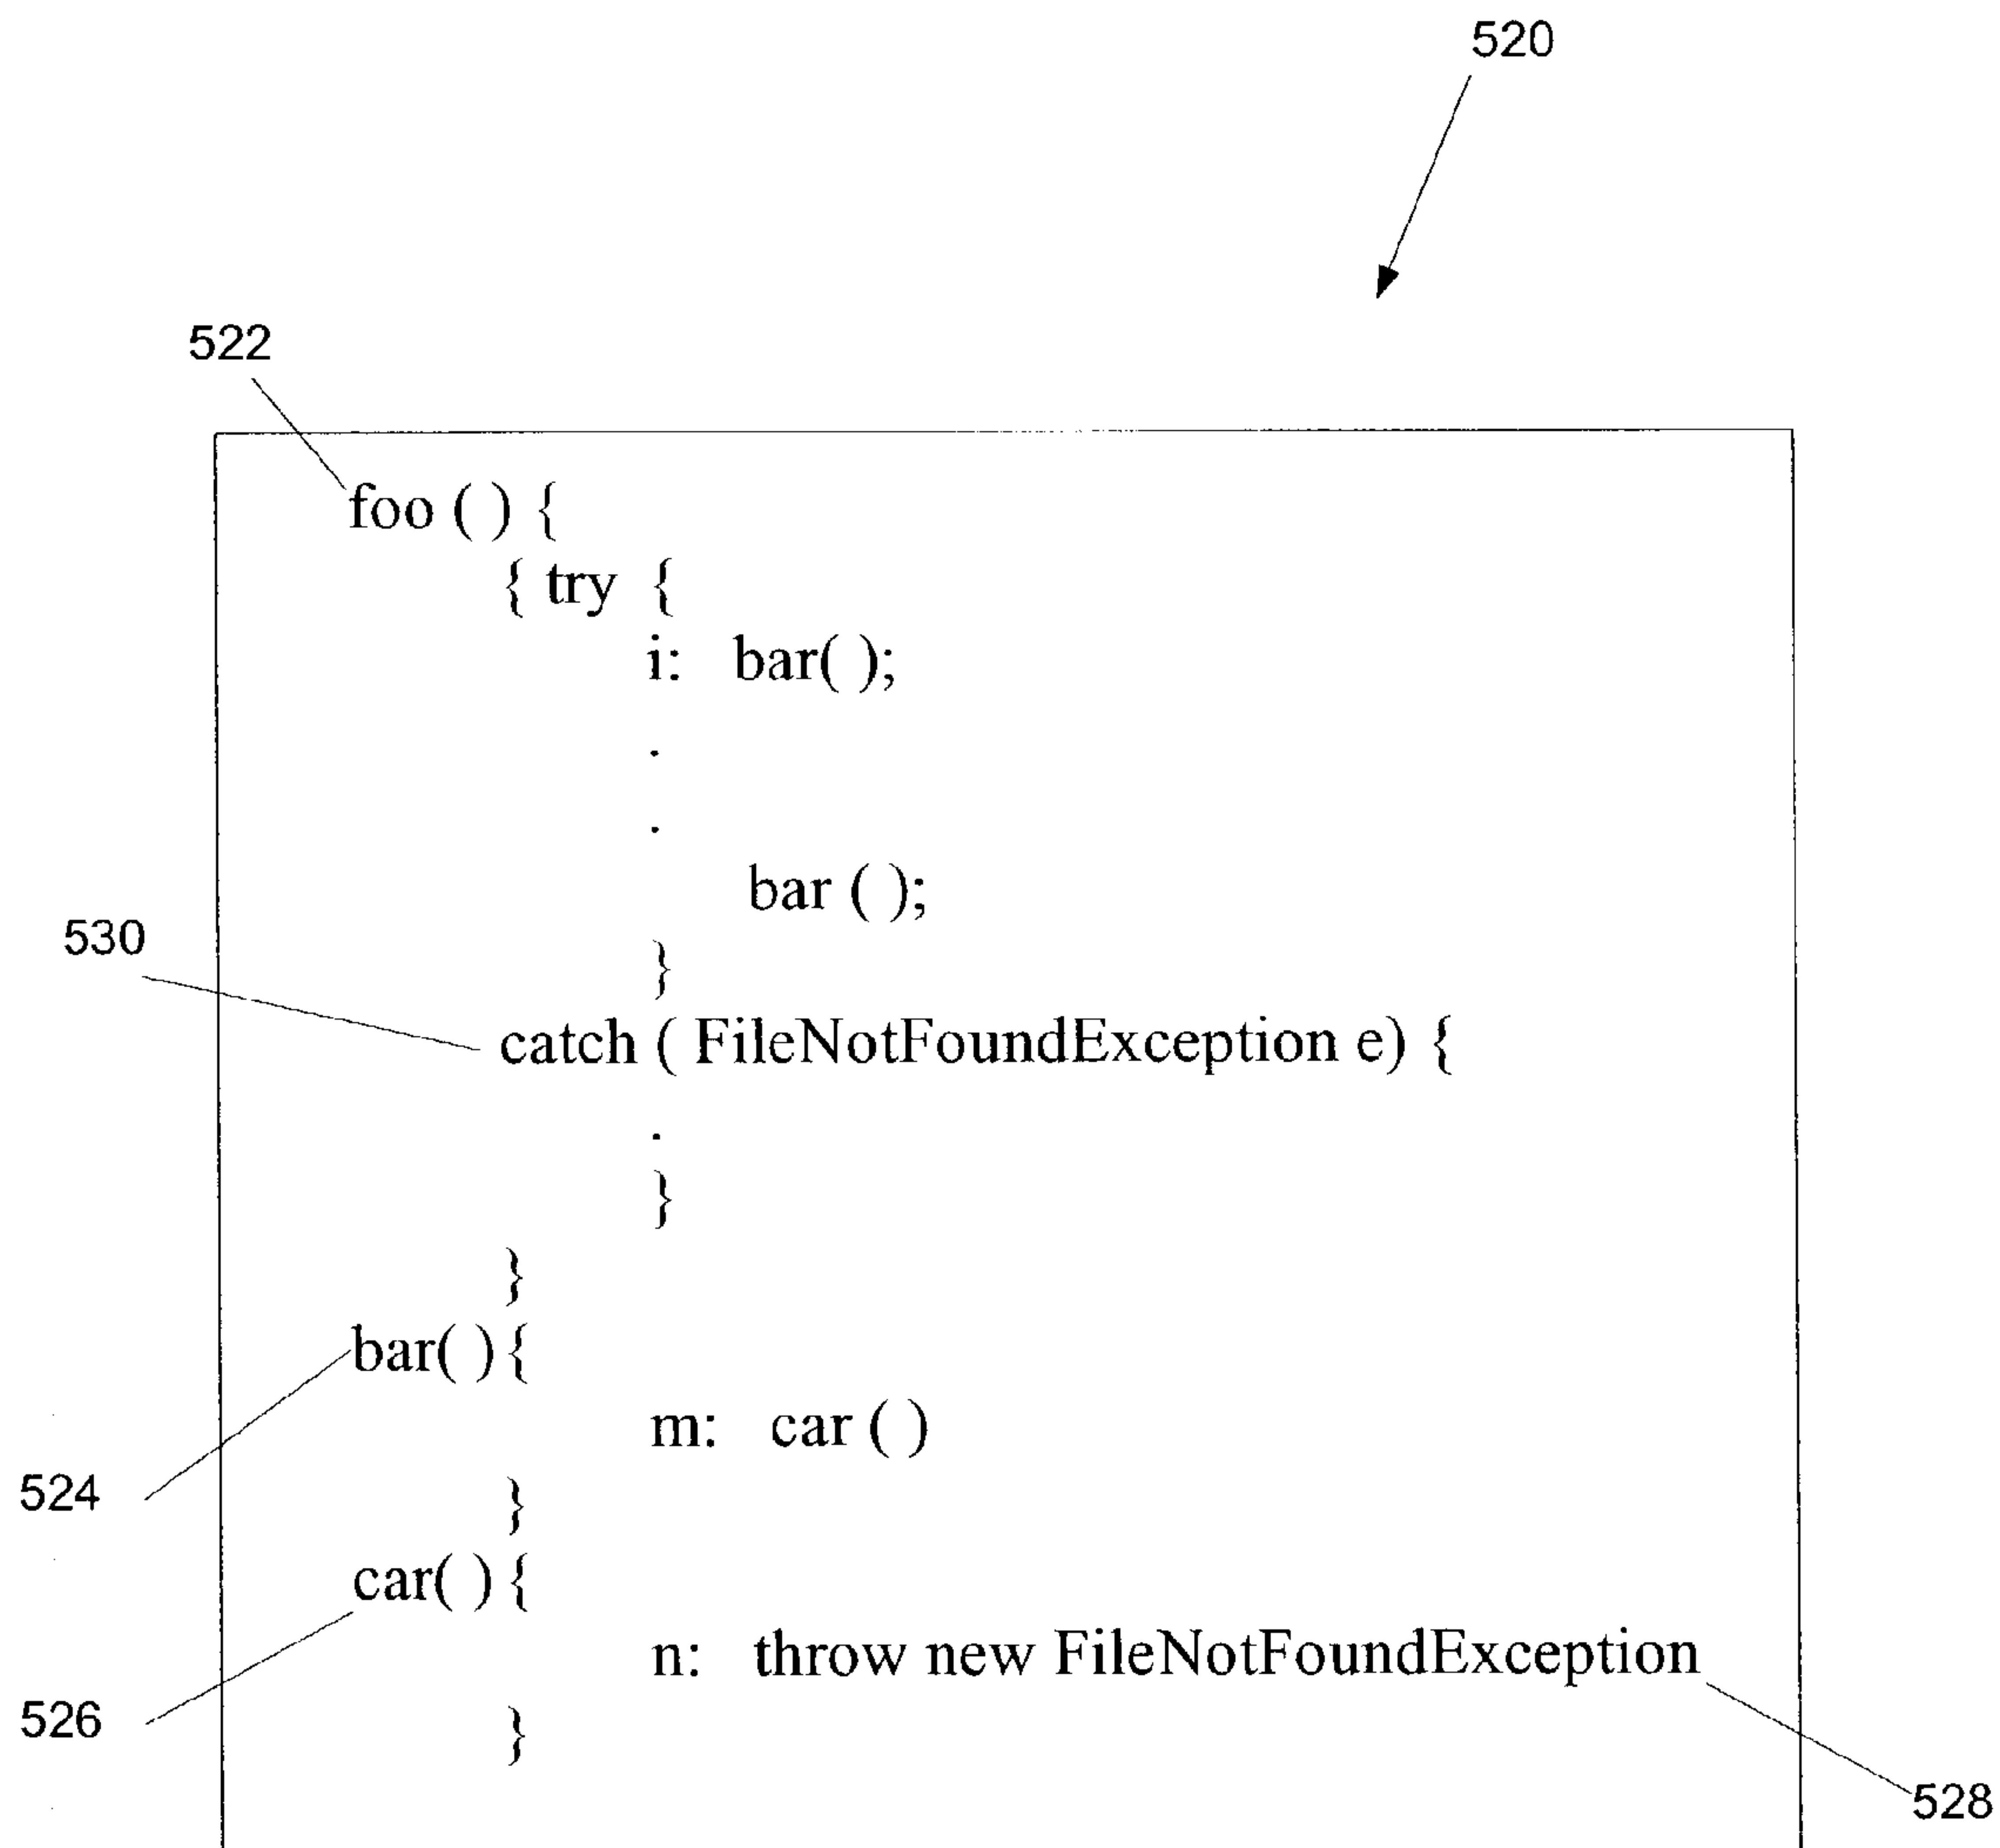 520
522
foo ( ) {
{ try {
i: bar( );
.
.
bar ( );
530
}
catch ( FileNotFoundException e) {
.
}
}
bar( ) {
m: car ( )
524
}
car( ) {
n: throw new FileNotFoundException
526
}
528